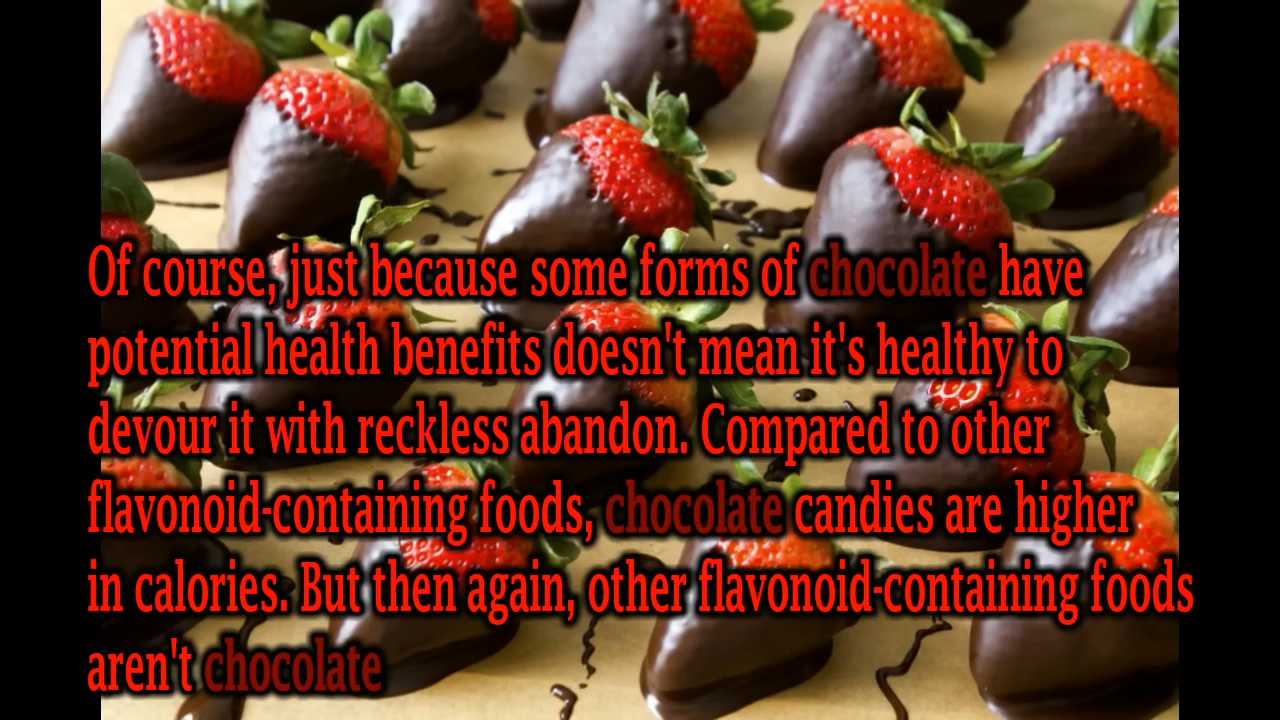 Of course, just because some forms of chocolate have
potential health benefits doesn't mean it's healthy to
devour it with reckless abandon. Compared to other
flavonoid-containing foods, chocolate candies are higher
in calories. But then again, other flavonoid-containing foods
aren't chocolate